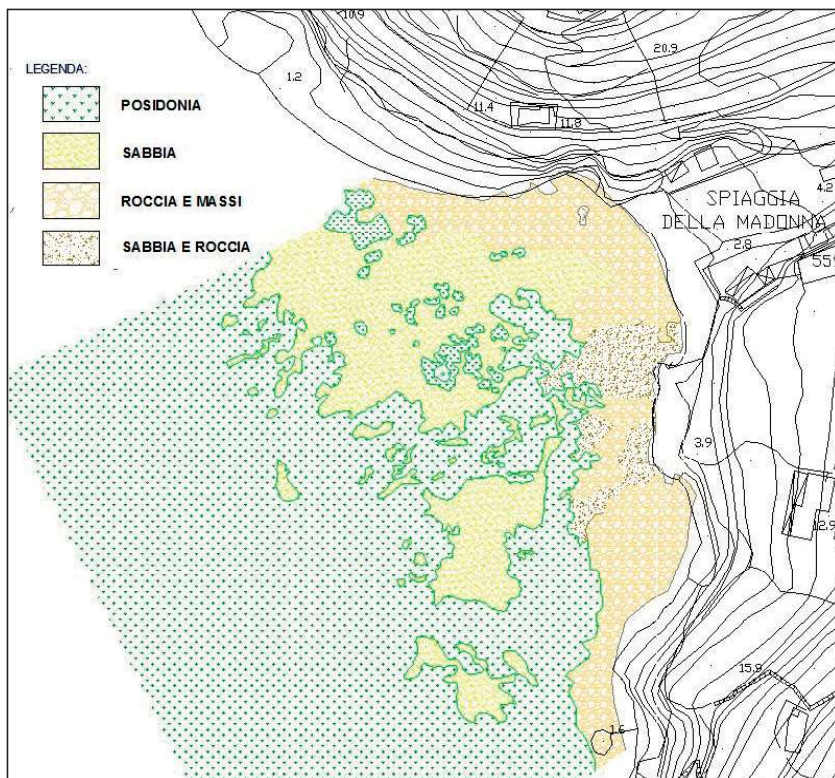 LEGENDA:
POSIDONIA
SABBIA
ROCCIA E MASSI
SABBIA E ROCCIA
10.9
1.2
20.9
11.4
11.8
4.2
SPIAGGIA
DELLA MADONNA
2.8
55
3.9
12.9
15.9
1.6